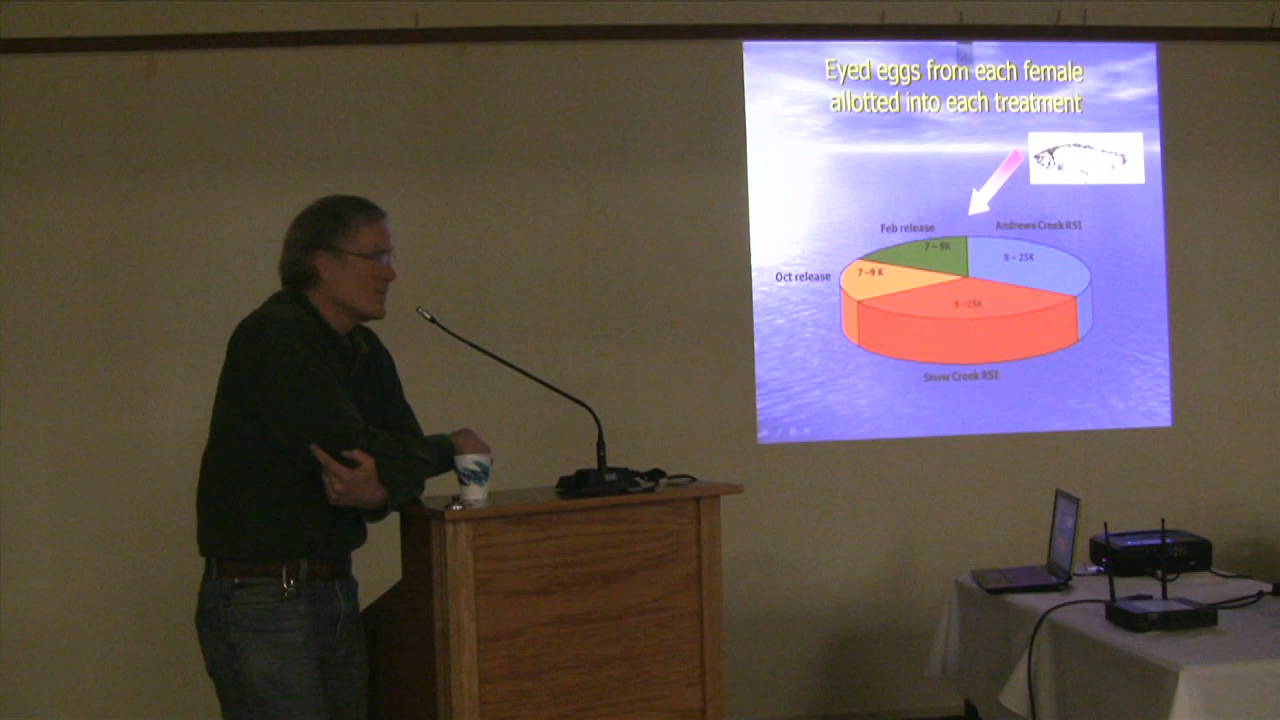 Eyed eggs from each female
allotted into each treatment
Feb release
Andrews Creek RSI
7 – 9K
8 – 25K
Oct release
7 –9 K
8 –25K
Snow Creek RSI